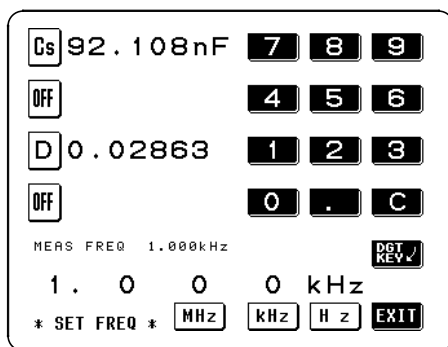 Cs 92.108nF 7 8 9
OFF 4 5 6
D 0.02863 1 2 3
OFF 0 . C
MEAS FREQ 1.000kHz DGT KEY↙
1. 0 0 0 kHz
* SET FREQ * MHz kHz H z EXIT